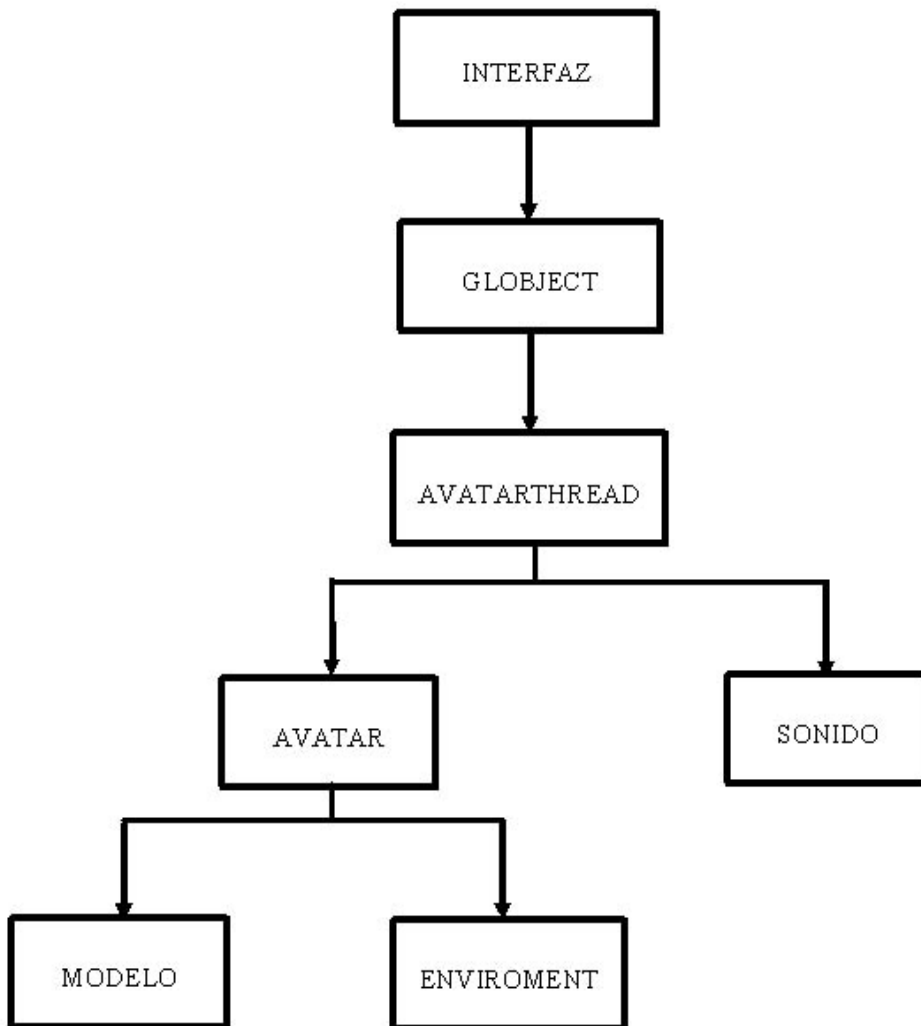 INTERFAZ
GLOBJECT
AVATARTHREAD
AVATAR
SONIDO
MODELO
ENVIROMENT